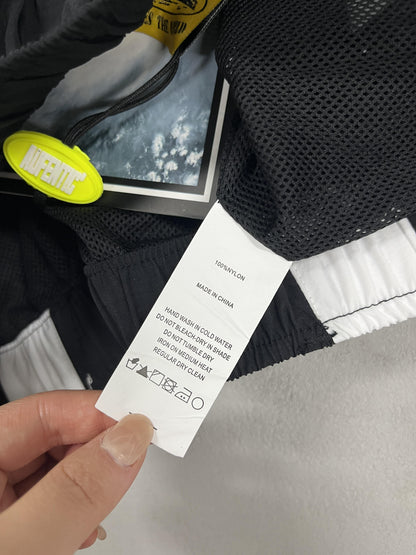 100%NYLON
MADE IN CHINA
HAND WASH IN COLD WATER
DO NOT BLEACH-DRY IN SHADE
DO NOT TUMBLE DRY
IRON ON MEDIUM HEAT
REGULAR DRY CLEAN